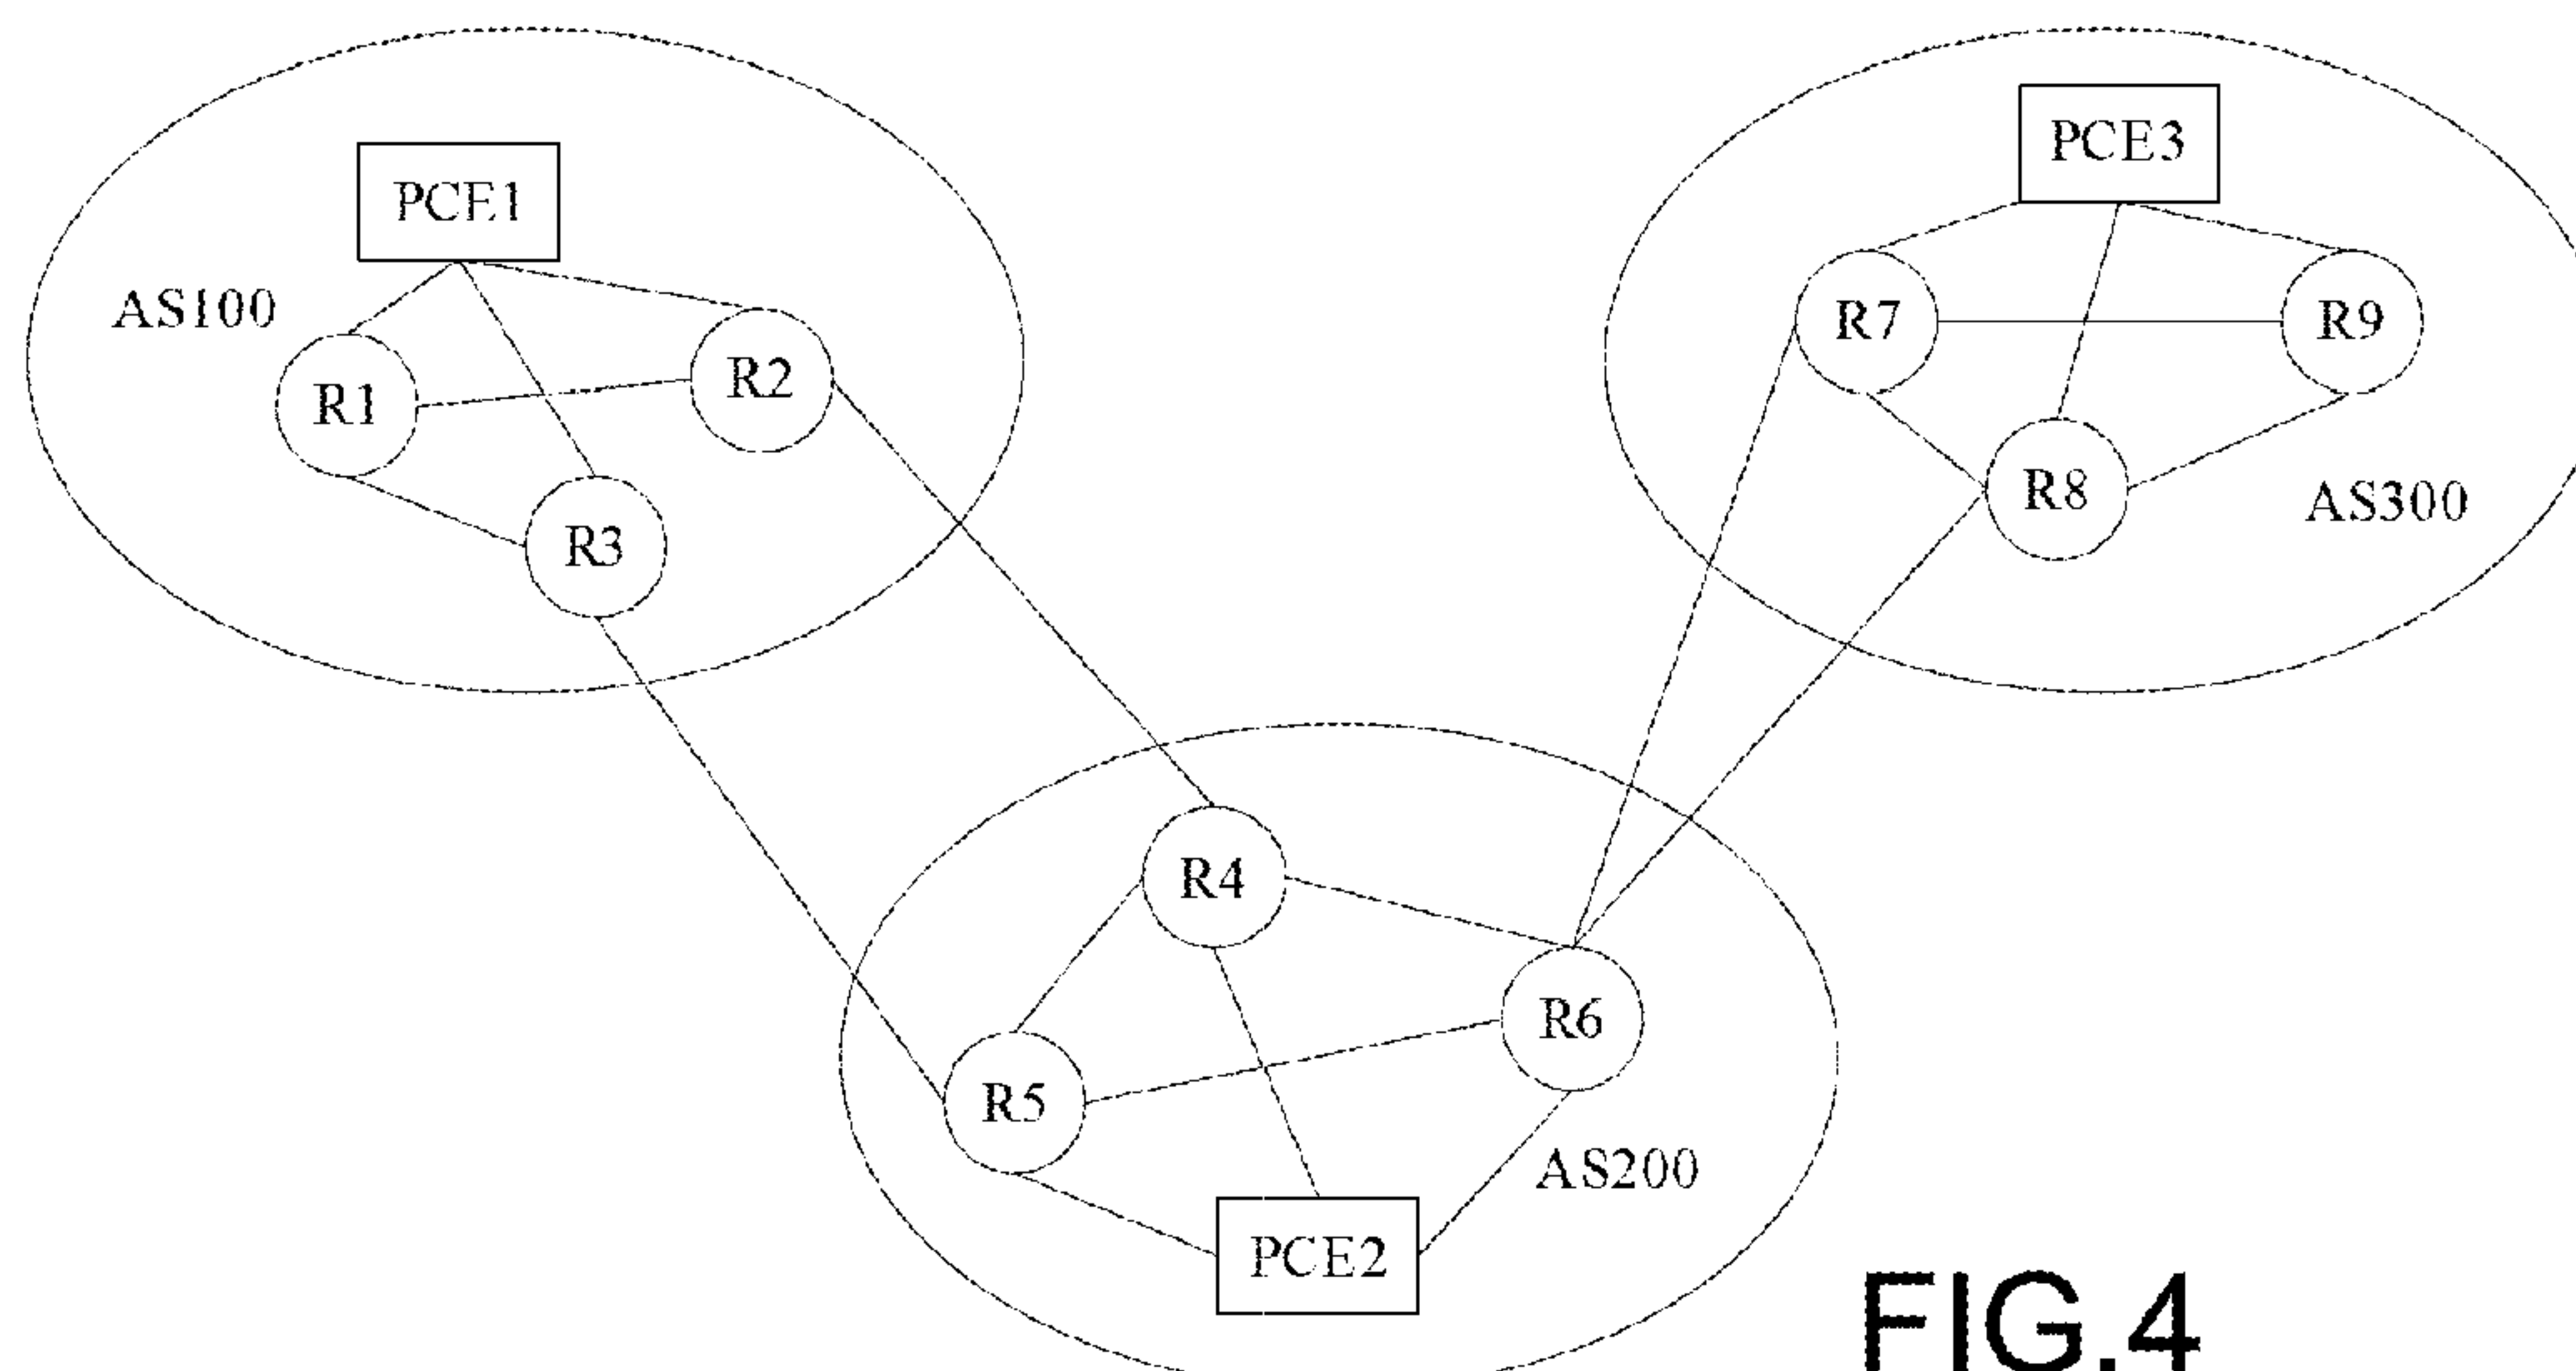 PCE1
AS100
R1
R2
R3
PCE3
R7
R9
R8
AS300
R4
R6
R5
AS200
PCE2
FIG.4